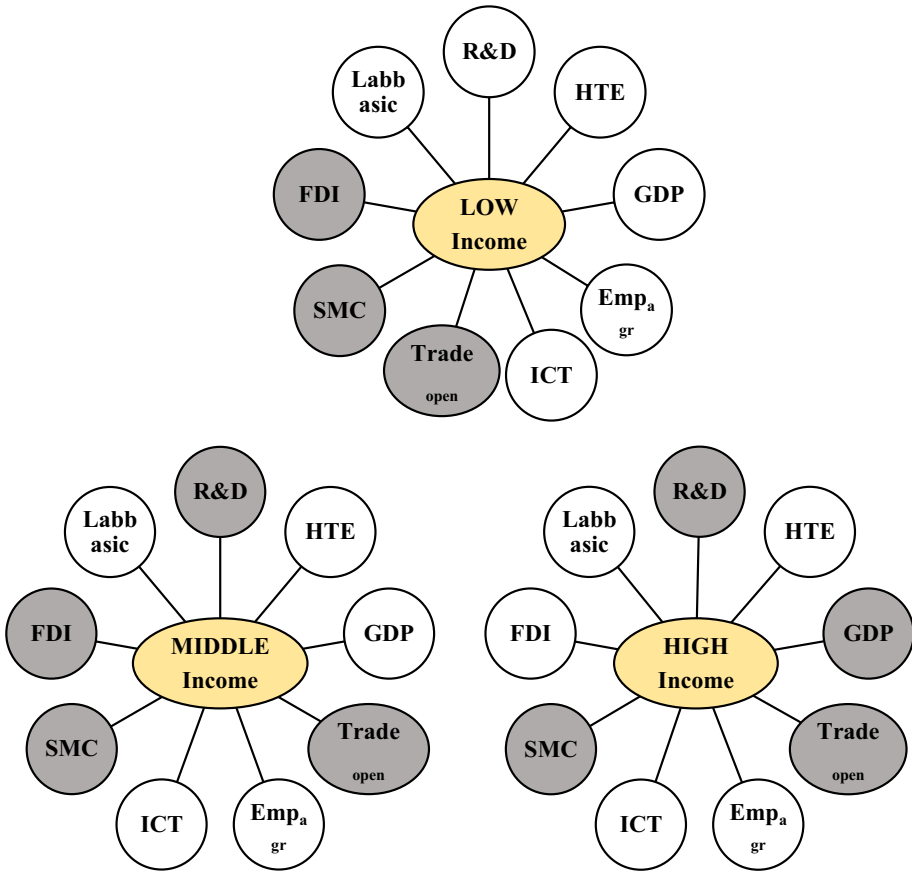 R&D
Labb
asic
HTE
FDI
GDP
LOW
Income
SMC
Emp a
gr
Trade
open
ICT
R&D
Labb
asic
HTE
FDI
GDP
MIDDLE
Income
SMC
Trade
open
ICT
Emp a
gr
R&D
Labb
asic
HTE
FDI
GDP
HIGH
Income
SMC
Trade
open
ICT
Emp a
gr